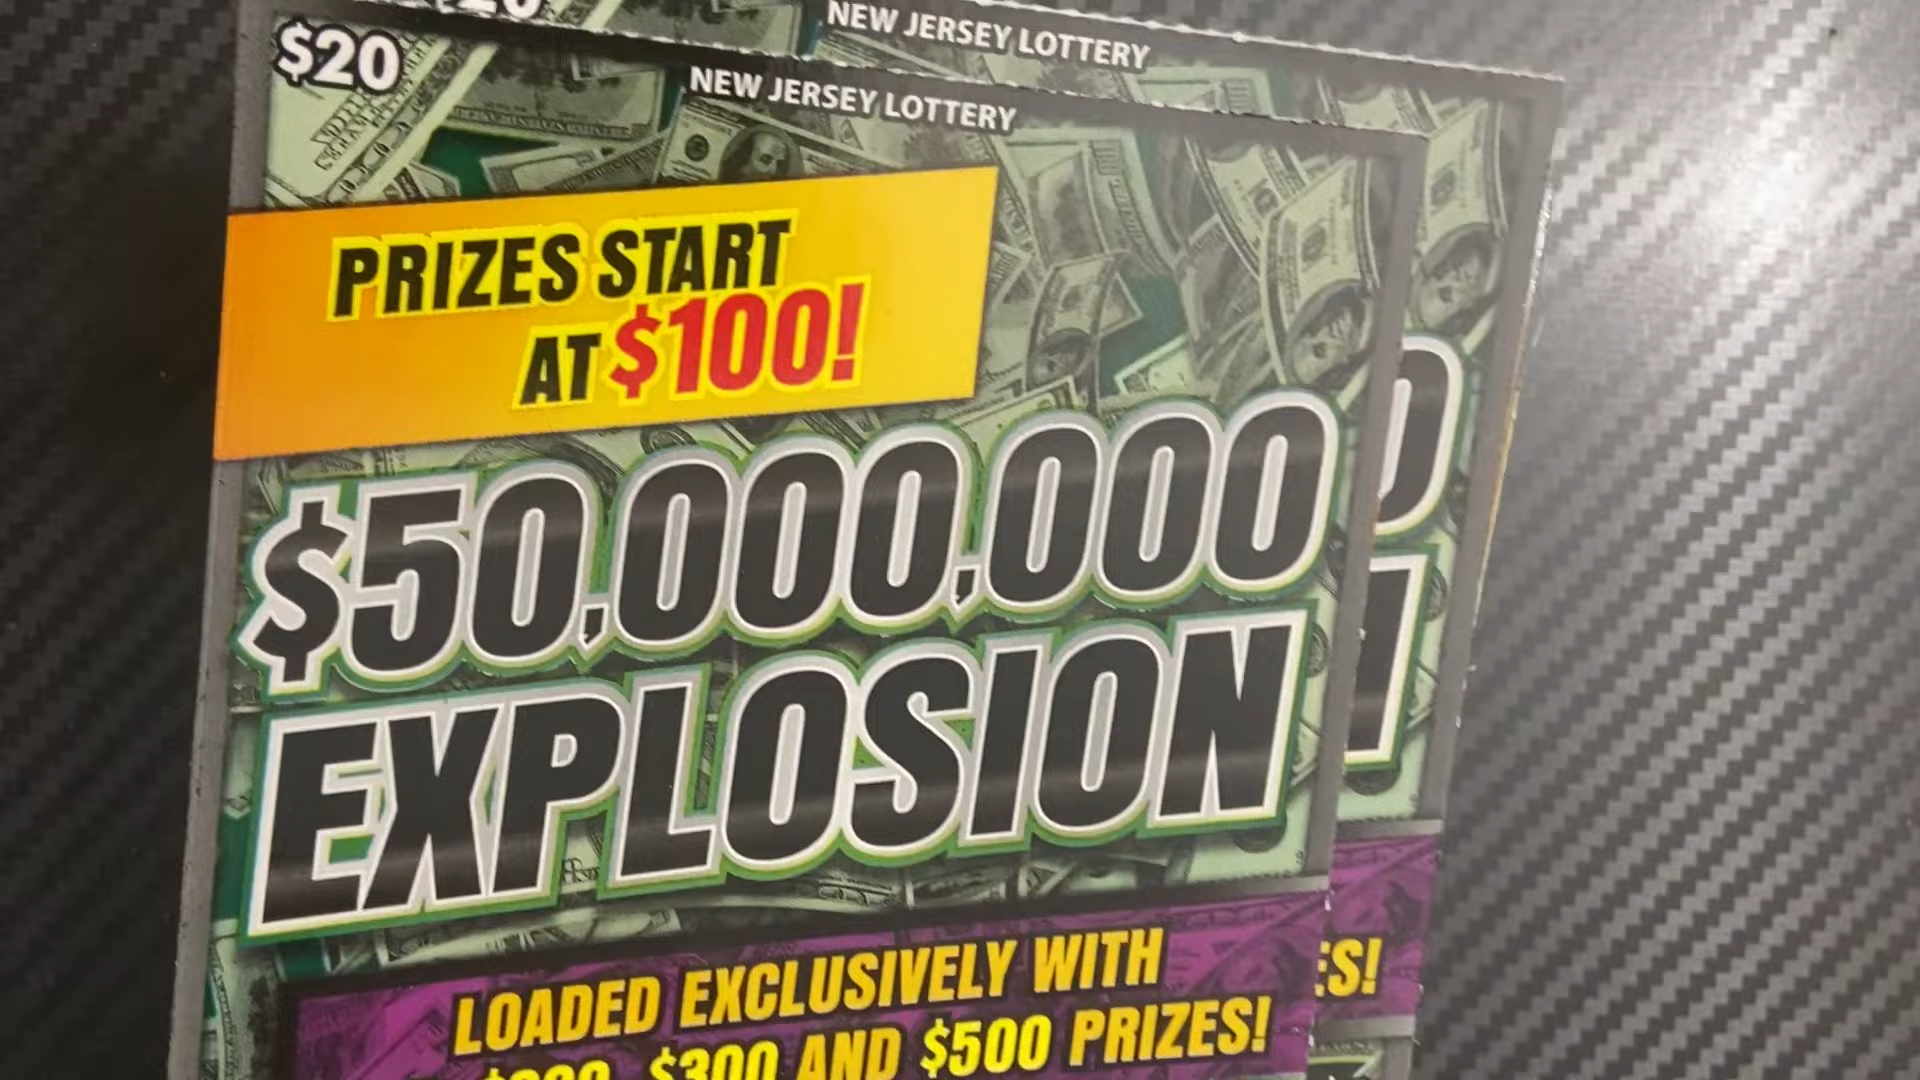 NEW JERSEY LOTTERY
$20
NEW JERSEY LOTTERY
PRIZES START
AT $100!
$50,000,000
EXPLOSION
LOADED EXCLUSIVELY WITH
$300 AND $500 PRIZES!
ES!